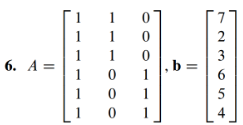 6. A = [1 1 0
1 1 0
1 1 0
1 0 1
1 0 1
1 0 1], b = [7
2
3
6
5
4]